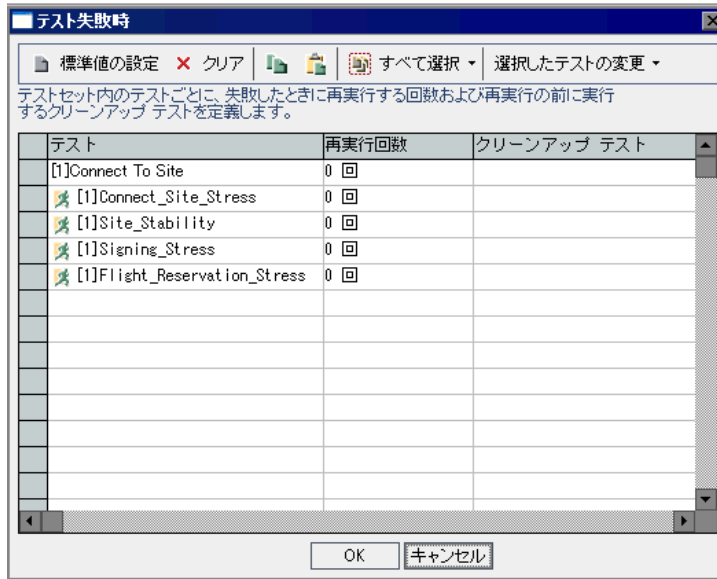 テスト失敗時
標準値の設定 クリア すべて選択 選択したテストの変更
テストセット内のテストごとに、失敗したときに再実行する回数および再実行の前に実行
するクリーンアップ テストを定義します。
テスト 再実行回数 クリーンアップ テスト
[1]Connect To Site 0 回
[1]Connect_Site_Stress 0 回
[1]Site_Stability 0 回
[1]Signing_Stress 0 回
[1]Flight_Reservation_Stress 0 回
OK キャンセル